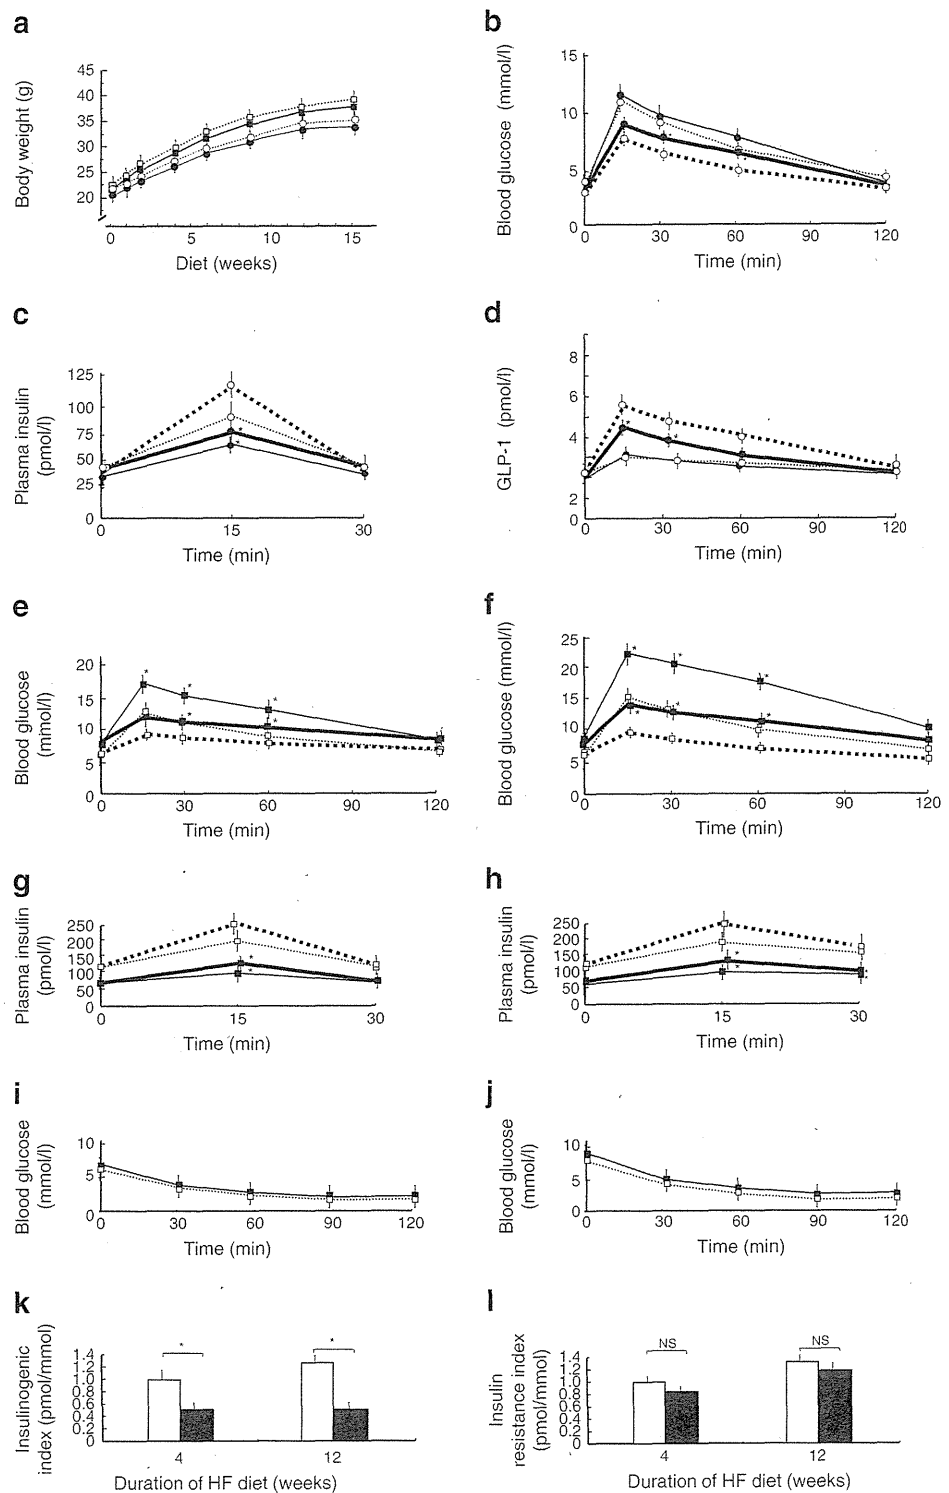 a
Body weight (g)
45
40
35
30
25
20
0
5
10
15
Diet (weeks)
b
Blood glucose (mmol/l)
15
10
5
0
0
30
60
90
120
Time (min)
c
Plasma insulin
(pmol/l)
125
100
75
50
25
0
0
15
30
Time (min)
d
GLP-1 (pmol/l)
8
6
4
2
0
0
30
60
90
120
Time (min)
e
Blood glucose
(mmol/l)
20
15
10
5
0
0
30
60
90
120
Time (min)
f
Blood glucose (mmol/l)
25
20
15
10
5
0
0
30
60
90
120
Time (min)
g
Plasma insulin
(pmol/l)
250
200
150
100
50
0
0
15
30
Time (min)
h
Plasma insulin
(pmol/l)
250
200
150
100
50
0
0
15
30
Time (min)
i
Blood glucose
(mmol/l)
10
5
0
0
30
60
90
120
Time (min)
j
Blood glucose
(mmol/l)
10
5
0
0
30
60
90
120
Time (min)
k
Insulinogenic
index (pmol/mmol)
1.4
1.2
1.0
0.8
0.6
0.4
0.2
0
*
*
4
12
Duration of HF diet (weeks)
l
Insulin
resistance index
(pmol/mmol)
1.4
1.2
1.0
0.8
0.6
0.4
0.2
0
NS
NS
4
12
Duration of HF diet (weeks)